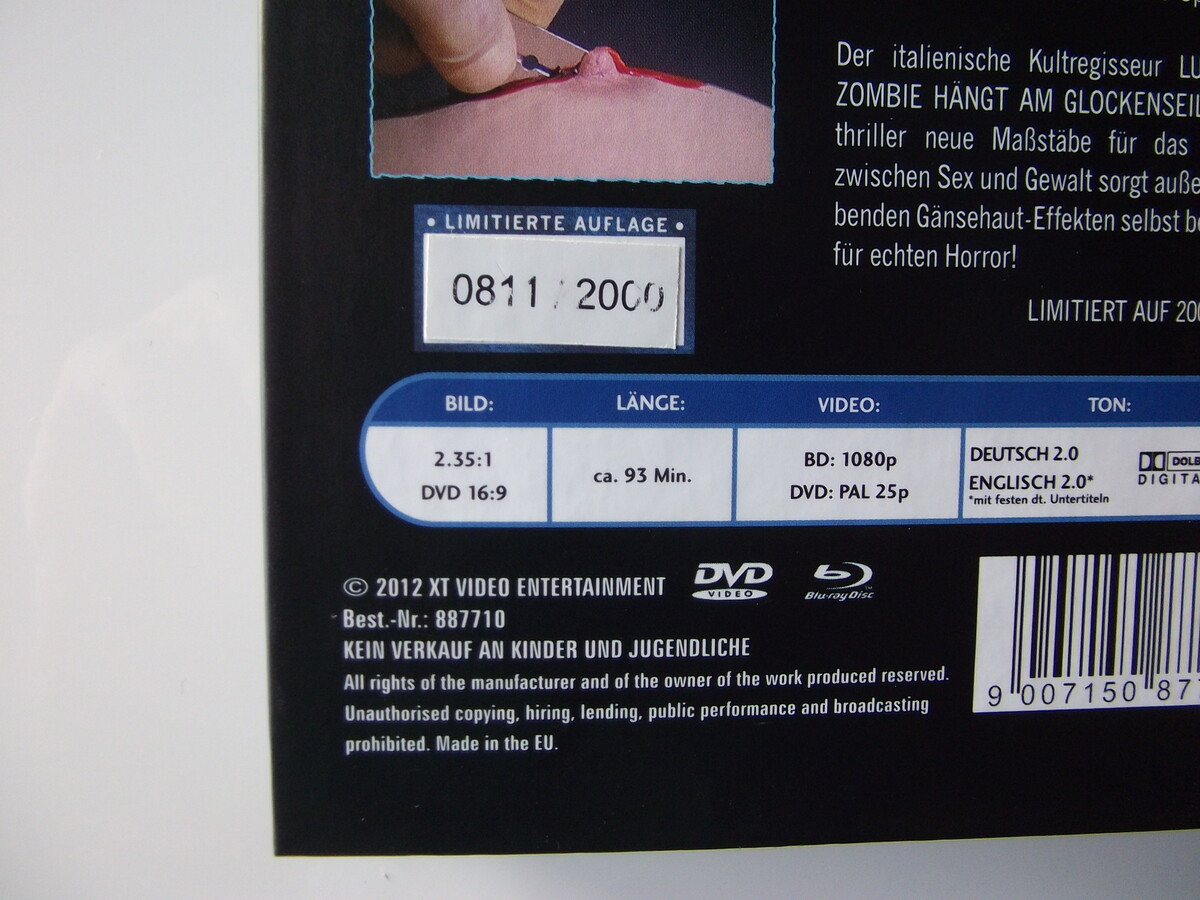 Der italienische Kultregisseur LU
ZOMBIE HÄNGT AM GLOCKENSEIL
thriller neue Maßstäbe für das
zwischen Sex und Gewalt sorgt auße
benden Gänsehaut-Effekten selbst be
für echten Horror!
LIMITIERT AUF 200
• LIMITIERTE AUFLAGE •
0811 / 2000
BILD: LÄNGE: VIDEO: TON:
2.35:1
DVD 16:9
ca. 93 Min.
BD: 1080p
DVD: PAL 25p
DEUTSCH 2.0
ENGLISCH 2.0*
*mit festen dt. Untertiteln
DOLB
DIGITA
© 2012 XT VIDEO ENTERTAINMENT
DVD
VIDEO
Blu-ray Disc
Best.-Nr.: 887710
KEIN VERKAUF AN KINDER UND JUGENDLICHE
All rights of the manufacturer and of the owner of the work produced reserved.
Unauthorised copying, hiring, lending, public performance and broadcasting
prohibited. Made in the EU.
9 007150 877